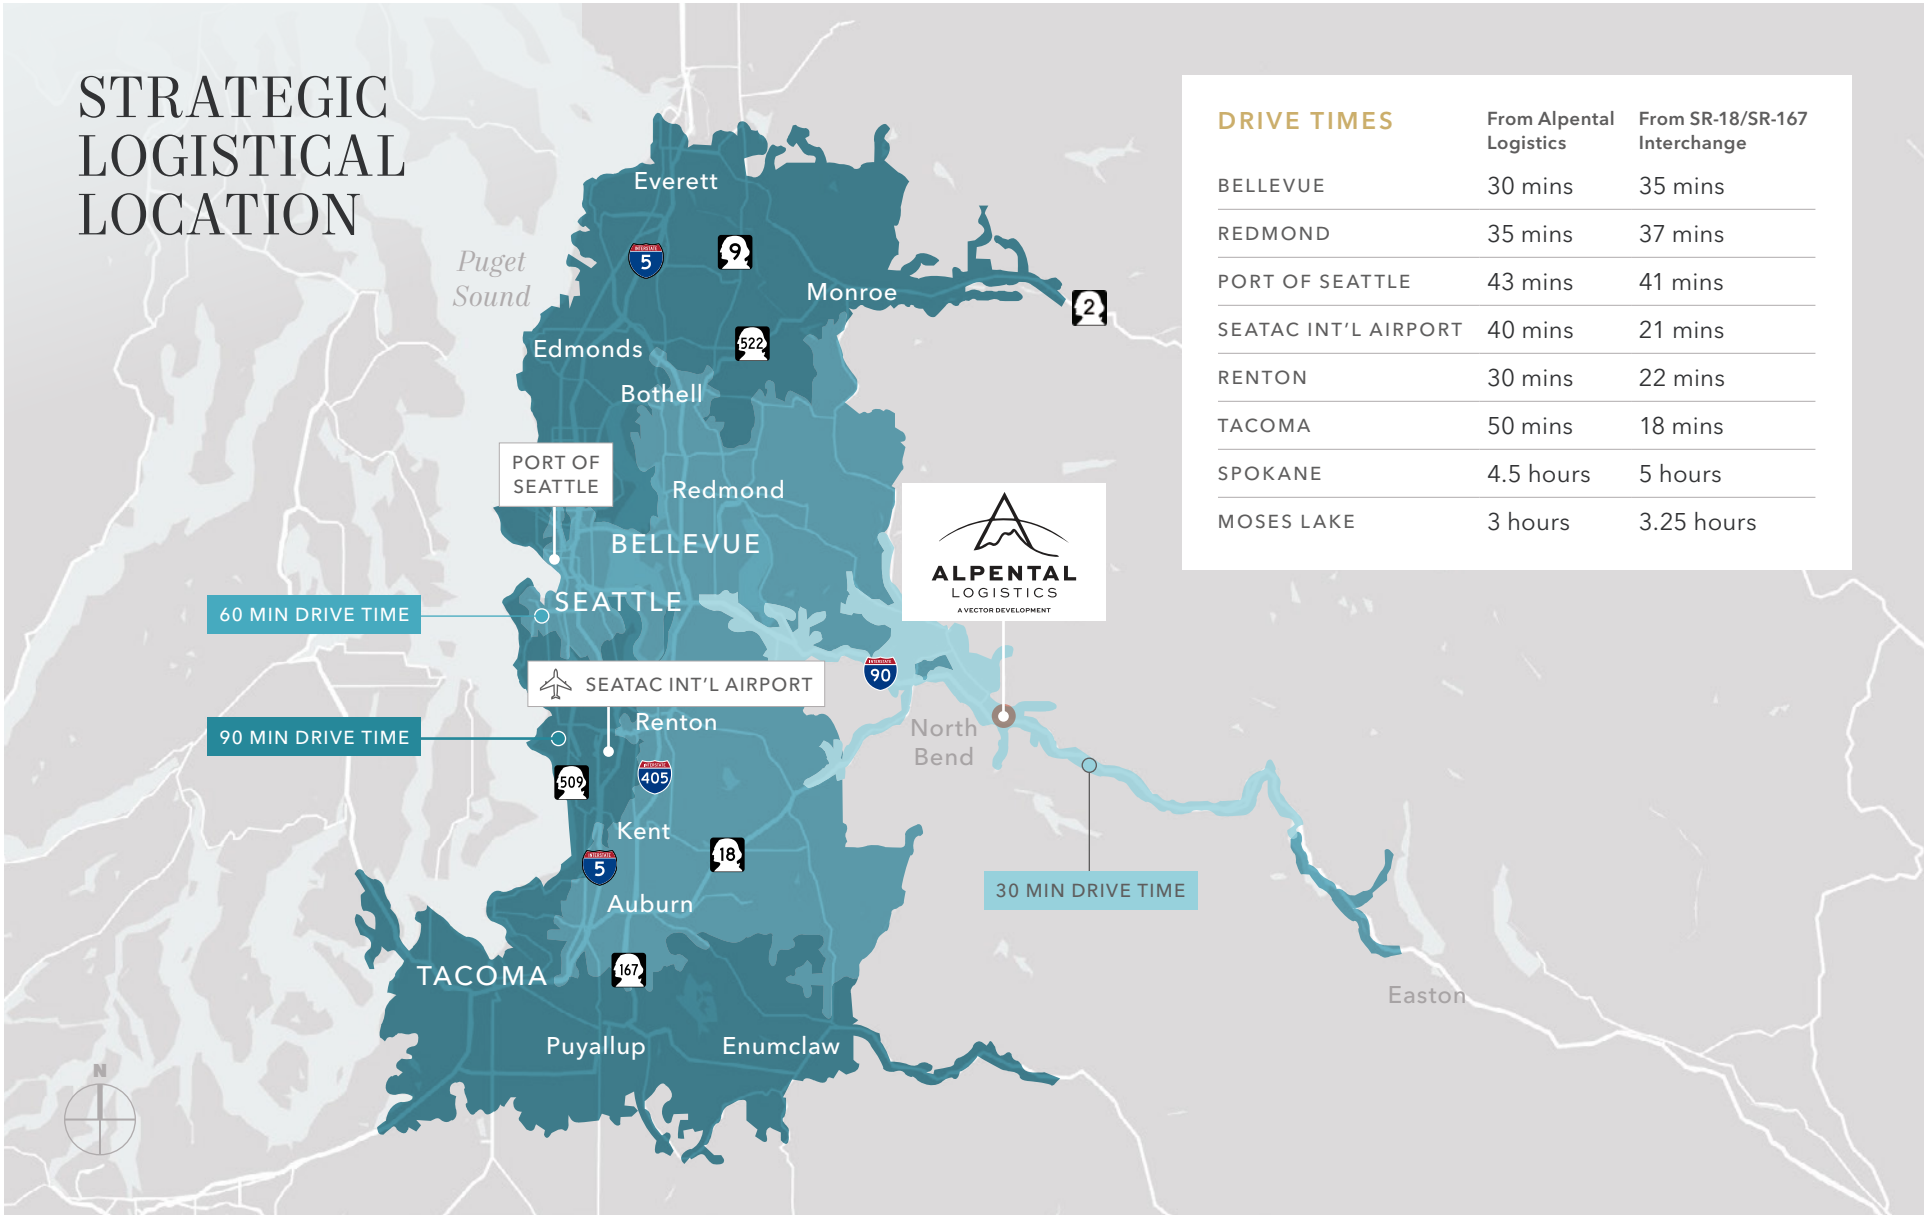 STRATEGIC
LOGISTICAL
LOCATION
DRIVE TIMES
From Alpental
Logistics
From SR-18/SR-167
Interchange
BELLEVUE 30 mins 35 mins
REDMOND 35 mins 37 mins
PORT OF SEATTLE 43 mins 41 mins
SEATAC INT'L AIRPORT 40 mins 21 mins
RENTON 30 mins 22 mins
TACOMA 50 mins 18 mins
SPOKANE 4.5 hours 5 hours
MOSES LAKE 3 hours 3.25 hours
Everett
INTERSTATE
5
9
Puget
Sound
Monroe
2
522
Edmonds
Bothell
PORT OF
SEATTLE
Redmond
BELLEVUE
ALPENTAL
LOGISTICS
A VECTOR DEVELOPMENT
SEATTLE
60 MIN DRIVE TIME
INTERSTATE
90
SEATAC INT'L AIRPORT
Renton
North
Bend
90 MIN DRIVE TIME
509
INTERSTATE
405
Kent
INTERSTATE
5
18
30 MIN DRIVE TIME
Auburn
167
TACOMA
Easton
Puyallup
Enumclaw
N